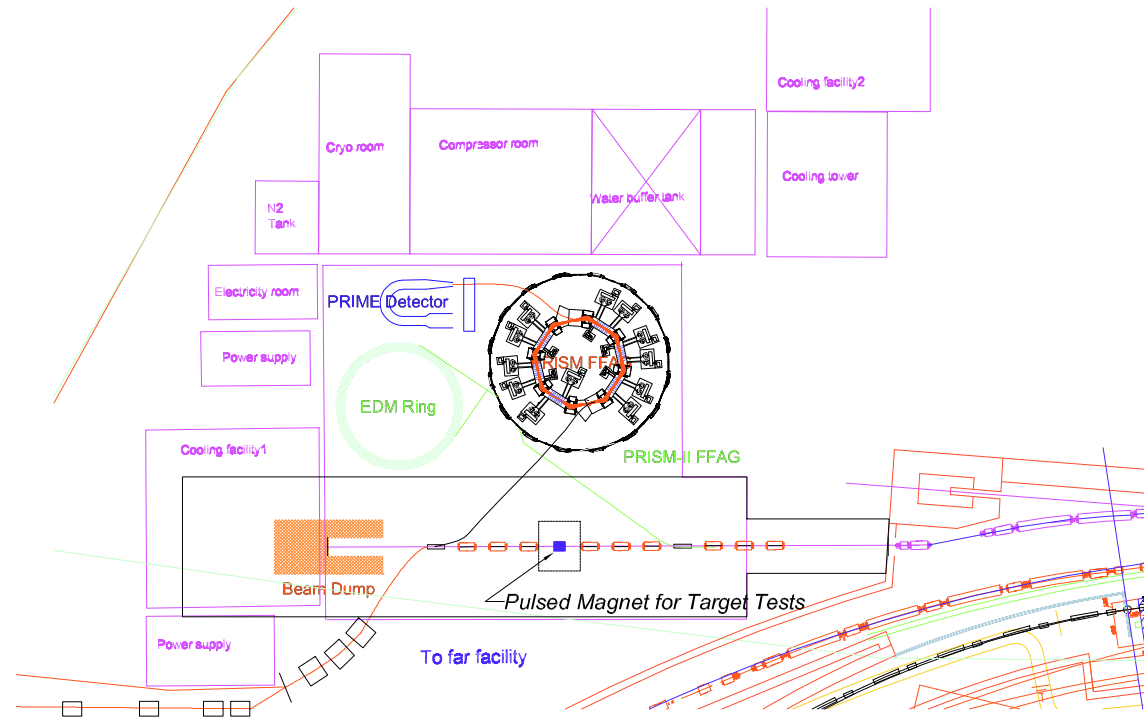 Cooling facility2
Cryo room
Compressor room
Cooling tower
Water buffer tank
N2
Tank
Electricity room
PRIME Detector
Power supply
PRISM FFAG
EDM Ring
Cooling facility1
PRISM-II FFAG
Beam Dump
Pulsed Magnet for Target Tests
Power supply
To far facility